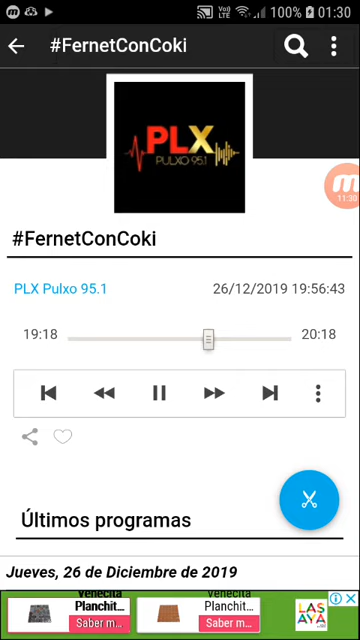 VoI) LTE 100% 01:30
#FernetConCoki
PLX
PULXO 95.1
11:30
#FernetConCoki
PLX Pulxo 95.1 26/12/2019 19:56:43
19:18 20:18
Últimos programas
Jueves, 26 de Diciembre de 2019
Venecita Venecita
Planchit... Planchit...
Saber m... Saber m...
LAS
AYA